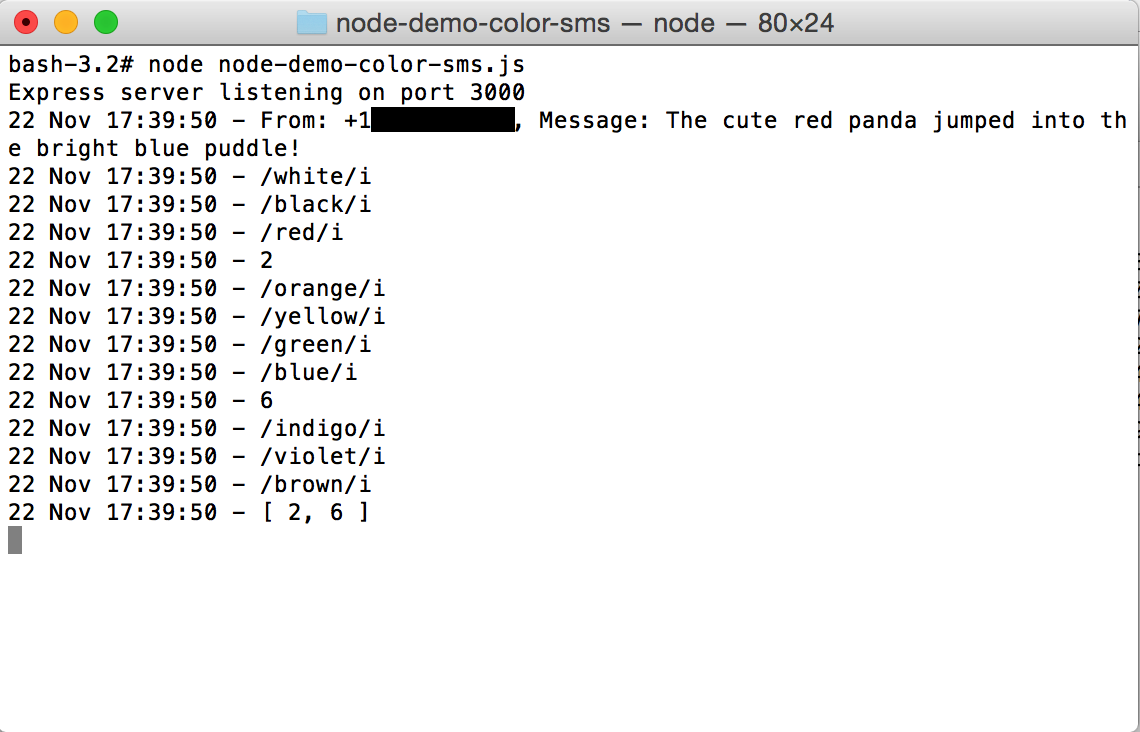 node-demo-color-sms — node — 80×24
bash-3.2# node node-demo-color-sms.js
Express server listening on port 3000
22 Nov 17:39:50 - From: +1, Message: The cute red panda jumped into th
e bright blue puddle!
22 Nov 17:39:50 - /white/i
22 Nov 17:39:50 - /black/i
22 Nov 17:39:50 - /red/i
22 Nov 17:39:50 - 2
22 Nov 17:39:50 - /orange/i
22 Nov 17:39:50 - /yellow/i
22 Nov 17:39:50 - /green/i
22 Nov 17:39:50 - /blue/i
22 Nov 17:39:50 - 6
22 Nov 17:39:50 - /indigo/i
22 Nov 17:39:50 - /violet/i
22 Nov 17:39:50 - /brown/i
22 Nov 17:39:50 - [ 2, 6 ]